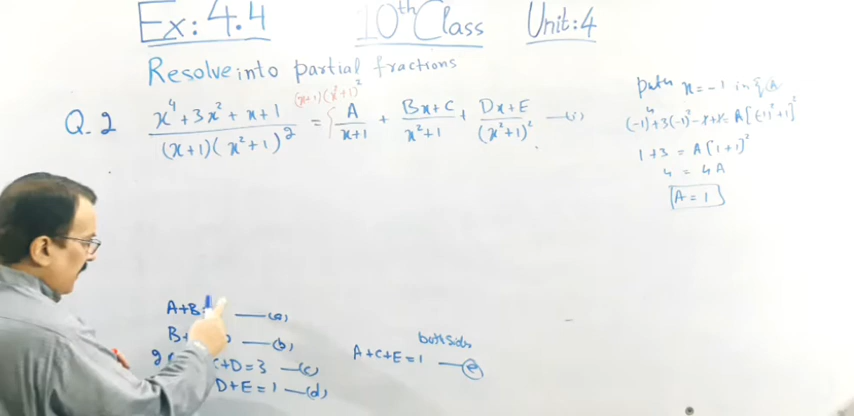 Ex: 4.4 10th Class Unit: 4
Resolve into partial fractions
Q.2 (x⁴+3x²+x+1)/((x+1)(x²+1)²) = A/(x+1) + (Bx+C)/(x²+1) + (Dx+E)/(x²+1)² —(i)
(x+1)(x²+1)²
x = -1 in
(-1)⁴+3(-1)²-1+1 = A[(-1)²+1]²
1+3 = A[1+1]²
4 = 4A
A = 1
A+B —(a)
B+ —(b)
C+D=3 —(c)
D+E=1 —(d)
both sides
A+C+E=1 —(e)